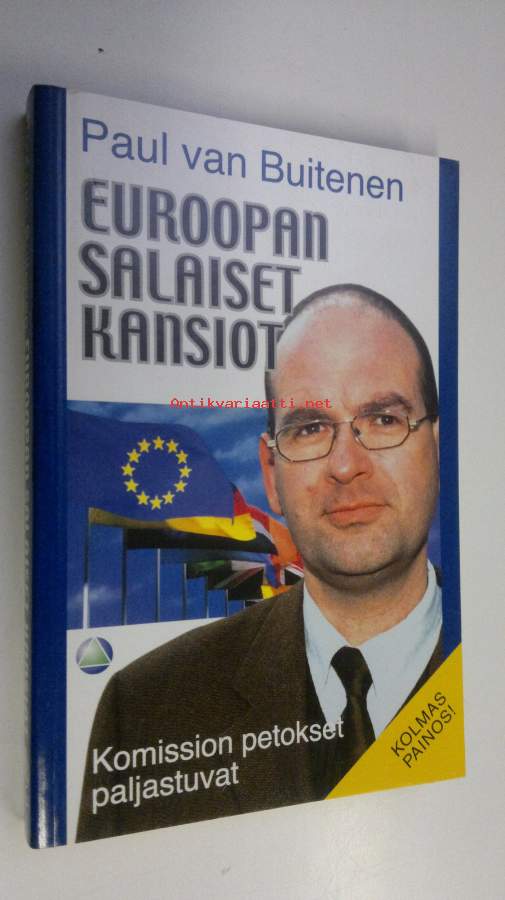 Paul van Buitenen
EUROOPAN
SALAISET
KANSIOT
Antikvariaatti.net
Komission petokset
paljastuvat
KOLMAS
PAINOS!